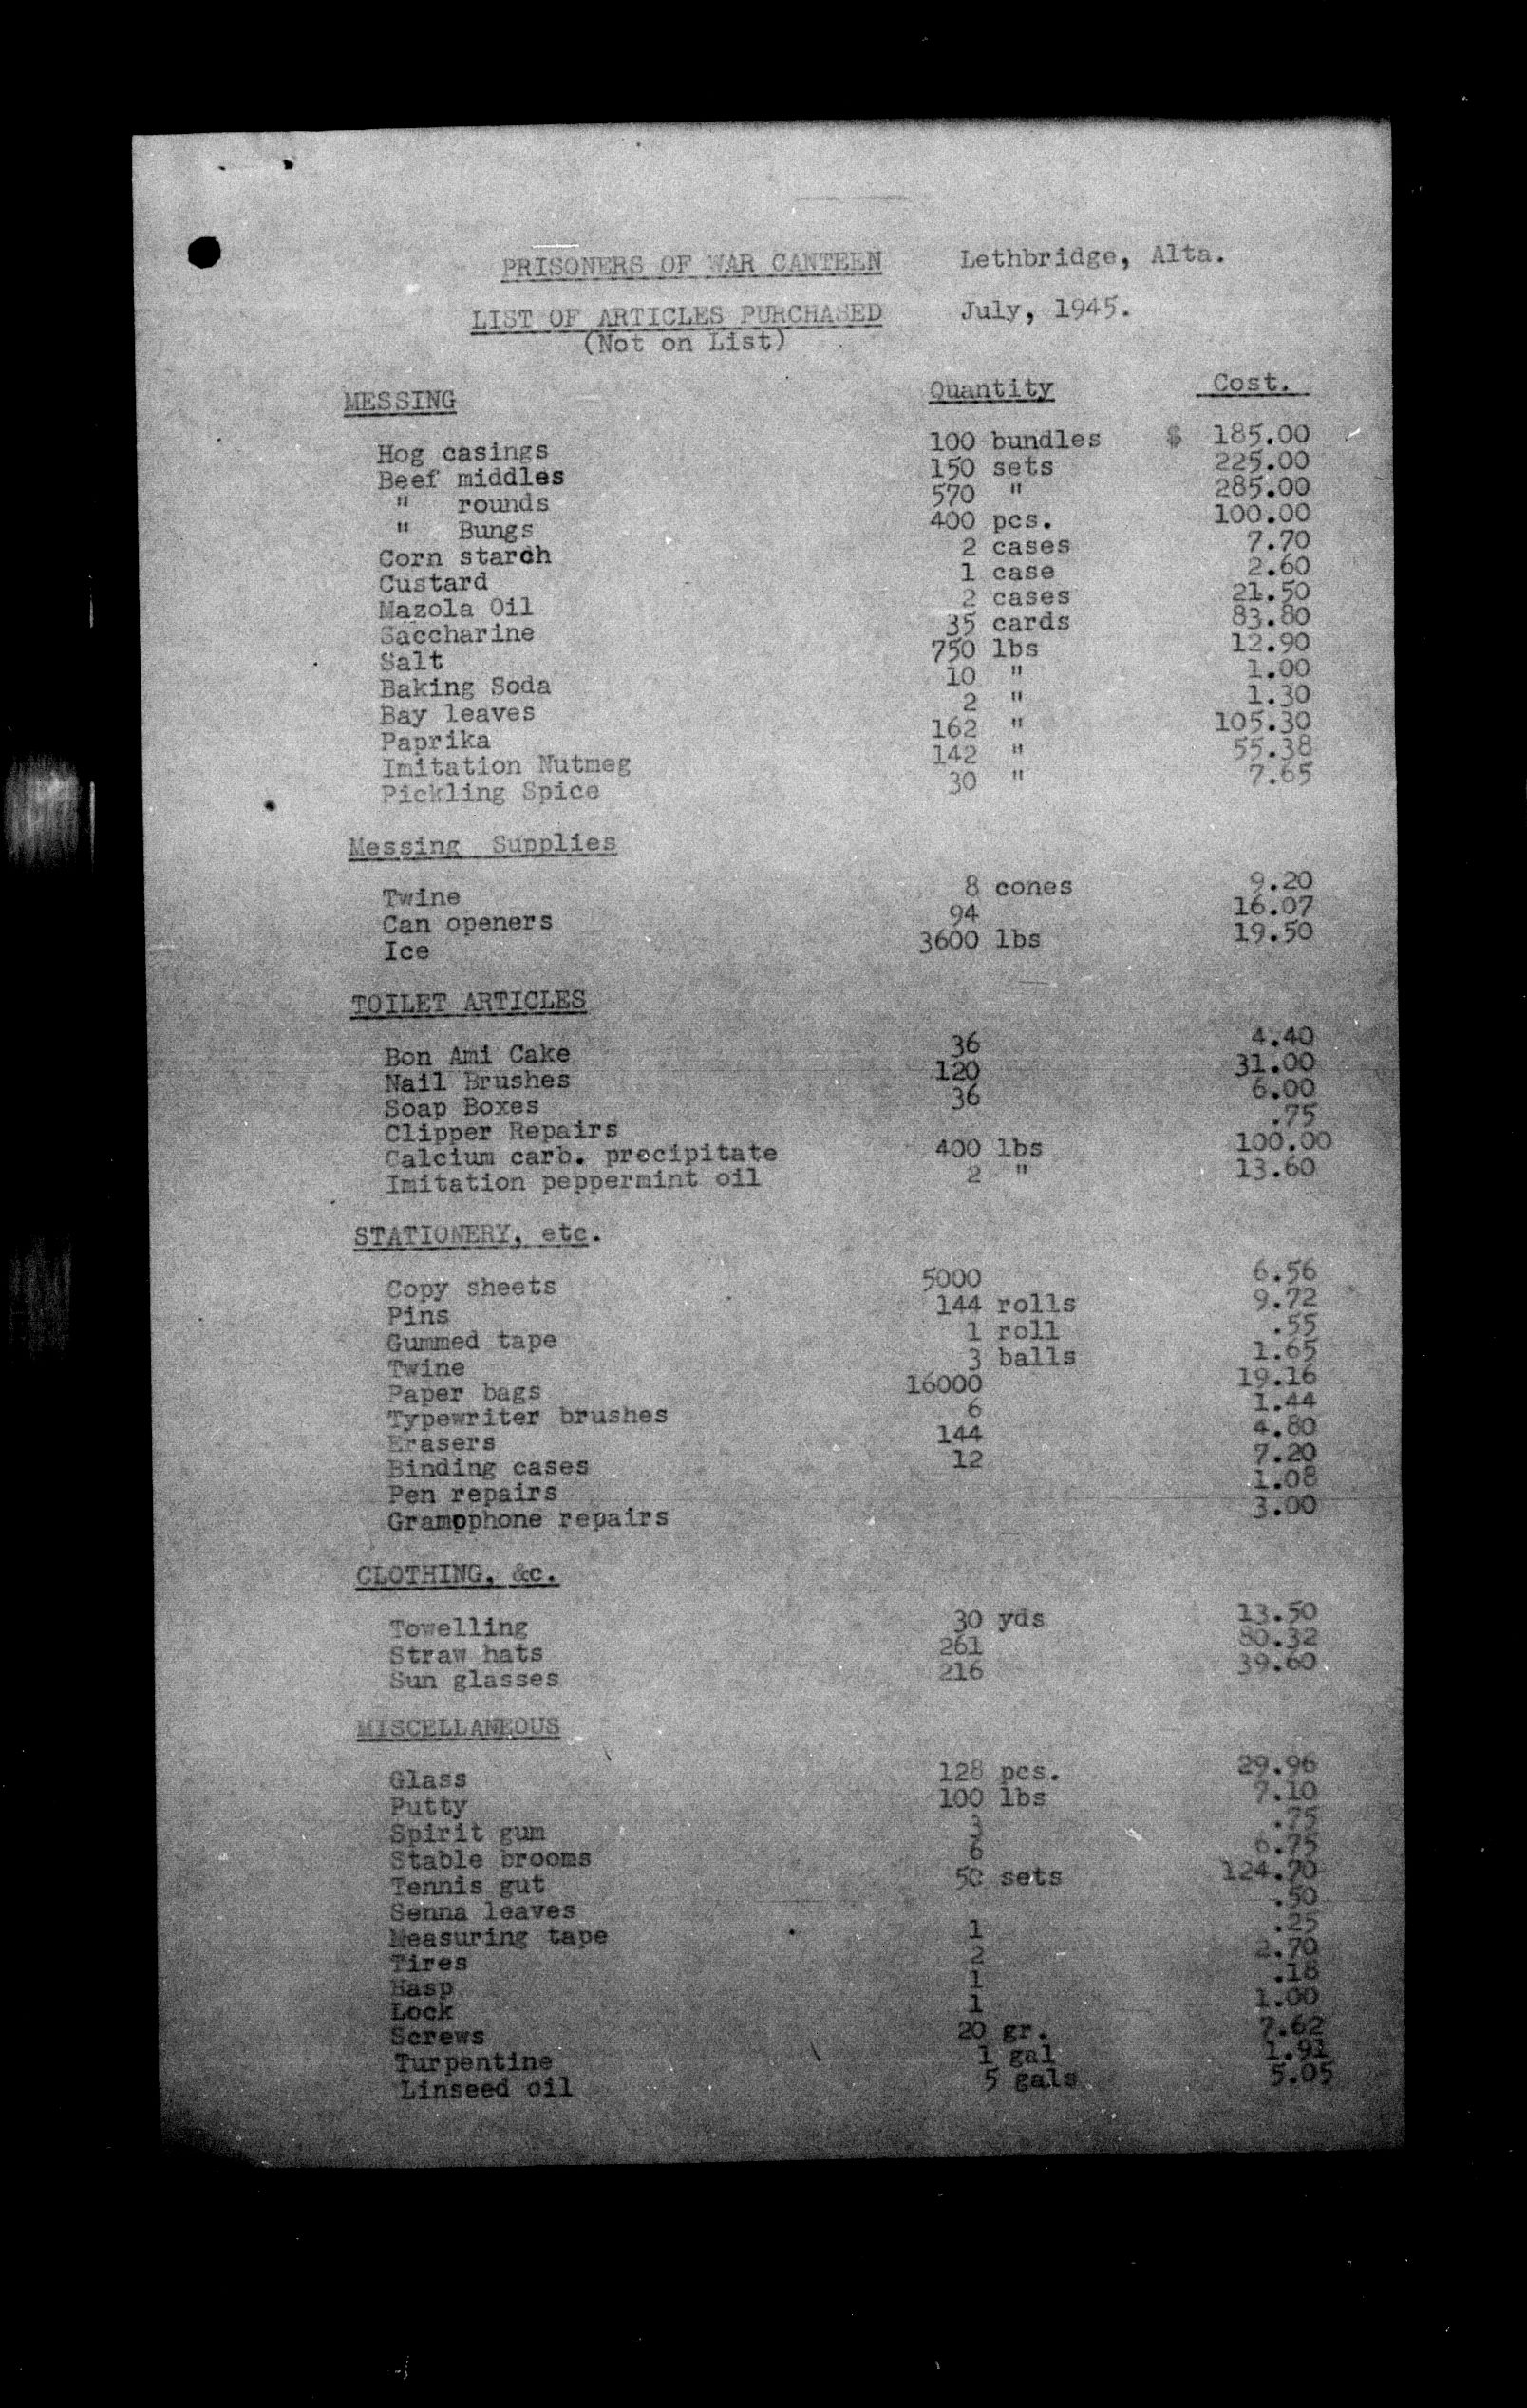 PRISONERS OF WAR CANTEEN Lethbridge, Alta.
LIST OF ARTICLES PURCHASED July, 1945.
(Not on List)
MESSING Quantity Cost.
Hog casings 100 bundles $ 185.00
Beef middles 150 sets 225.00
" rounds 570 " 285.00
" Bungs 400 pcs. 100.00
Corn starch 2 cases 7.70
Custard 1 case 2.60
Mazola Oil 2 cases 21.50
Saccharine 35 cards 83.80
Salt 750 lbs 12.90
Baking Soda 10 " 1.00
Bay leaves 2 " 1.30
Paprika 162 " 105.30
Imitation Nutmeg 142 " 55.38
Pickling Spice 30 " 7.65
Messing Supplies
Twine 8 cones 9.20
Can openers 94 16.07
Ice 3600 lbs 19.50
TOILET ARTICLES
Bon Ami Cake 36 4.40
Nail Brushes 120 31.00
Soap Boxes 36 6.00
Clipper Repairs .75
Calcium carb. precipitate 400 lbs 100.00
Imitation peppermint oil 2 " 13.60
STATIONERY, etc.
Copy sheets 5000 6.56
Pins 144 rolls 9.72
Gummed tape 1 roll .55
Twine 3 balls 1.65
Paper bags 16000 19.16
Typewriter brushes 6 1.44
Erasers 144 4.80
Binding cases 12 7.20
Pen repairs 1.08
Gramophone repairs 3.00
CLOTHING, &c.
Towelling 30 yds 13.50
Straw hats 261 80.32
Sun glasses 216 39.60
MISCELLANEOUS
Glass 128 pcs. 29.96
Putty 100 lbs 7.10
Spirit gum 3 .75
Stable brooms 6 6.75
Tennis gut 50 sets 124.70
Senna leaves .50
Measuring tape 1 .25
Tires 2 2.70
Hasp 1 .18
Lock 1 1.00
Screws 20 gr. 7.62
Turpentine 1 gal 1.91
Linseed oil 5 gals 5.05